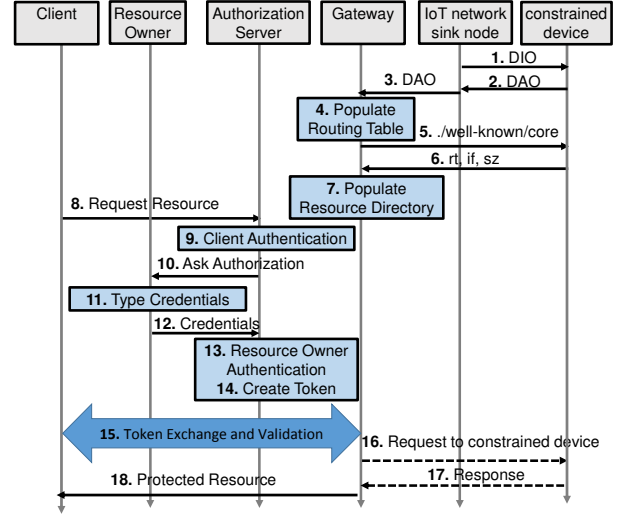 Client
Resource
Owner
Authorization
Server
Gateway
IoT network
sink node
constrained
device
1. DIO
3. DAO
2. DAO
4. Populate
Routing Table
5. ./well-known/core
6. rt, if, sz
7. Populate
Resource Directory
8. Request Resource
9. Client Authentication
10. Ask Authorization
11. Type Credentials
12. Credentials
13. Resource Owner
Authentication
14. Create Token
15. Token Exchange and Validation
16. Request to constrained device
17. Response
18. Protected Resource